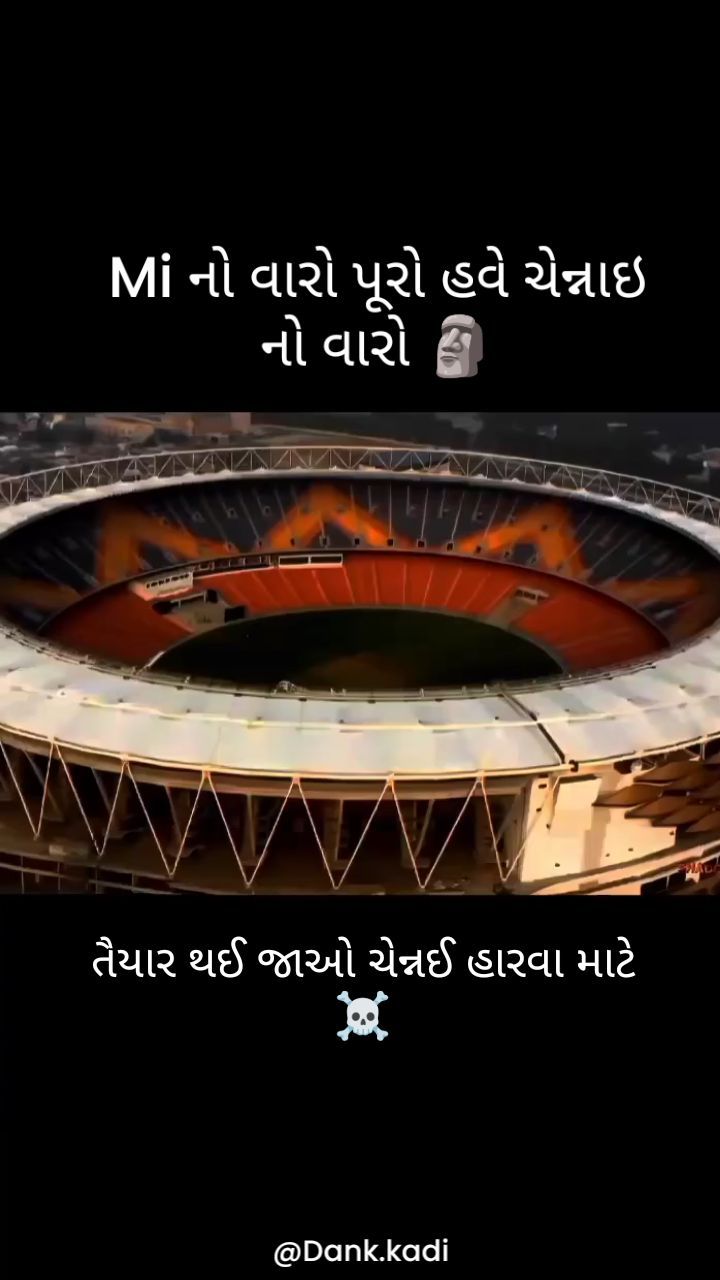 Mi નો વારો પૂરો હવે ચેન્નાઇ
નો વારો 🗿
તૈયાર થઈ જાઓ ચેન્નઈ હારવા માટે
☠️
@Dank.kadi